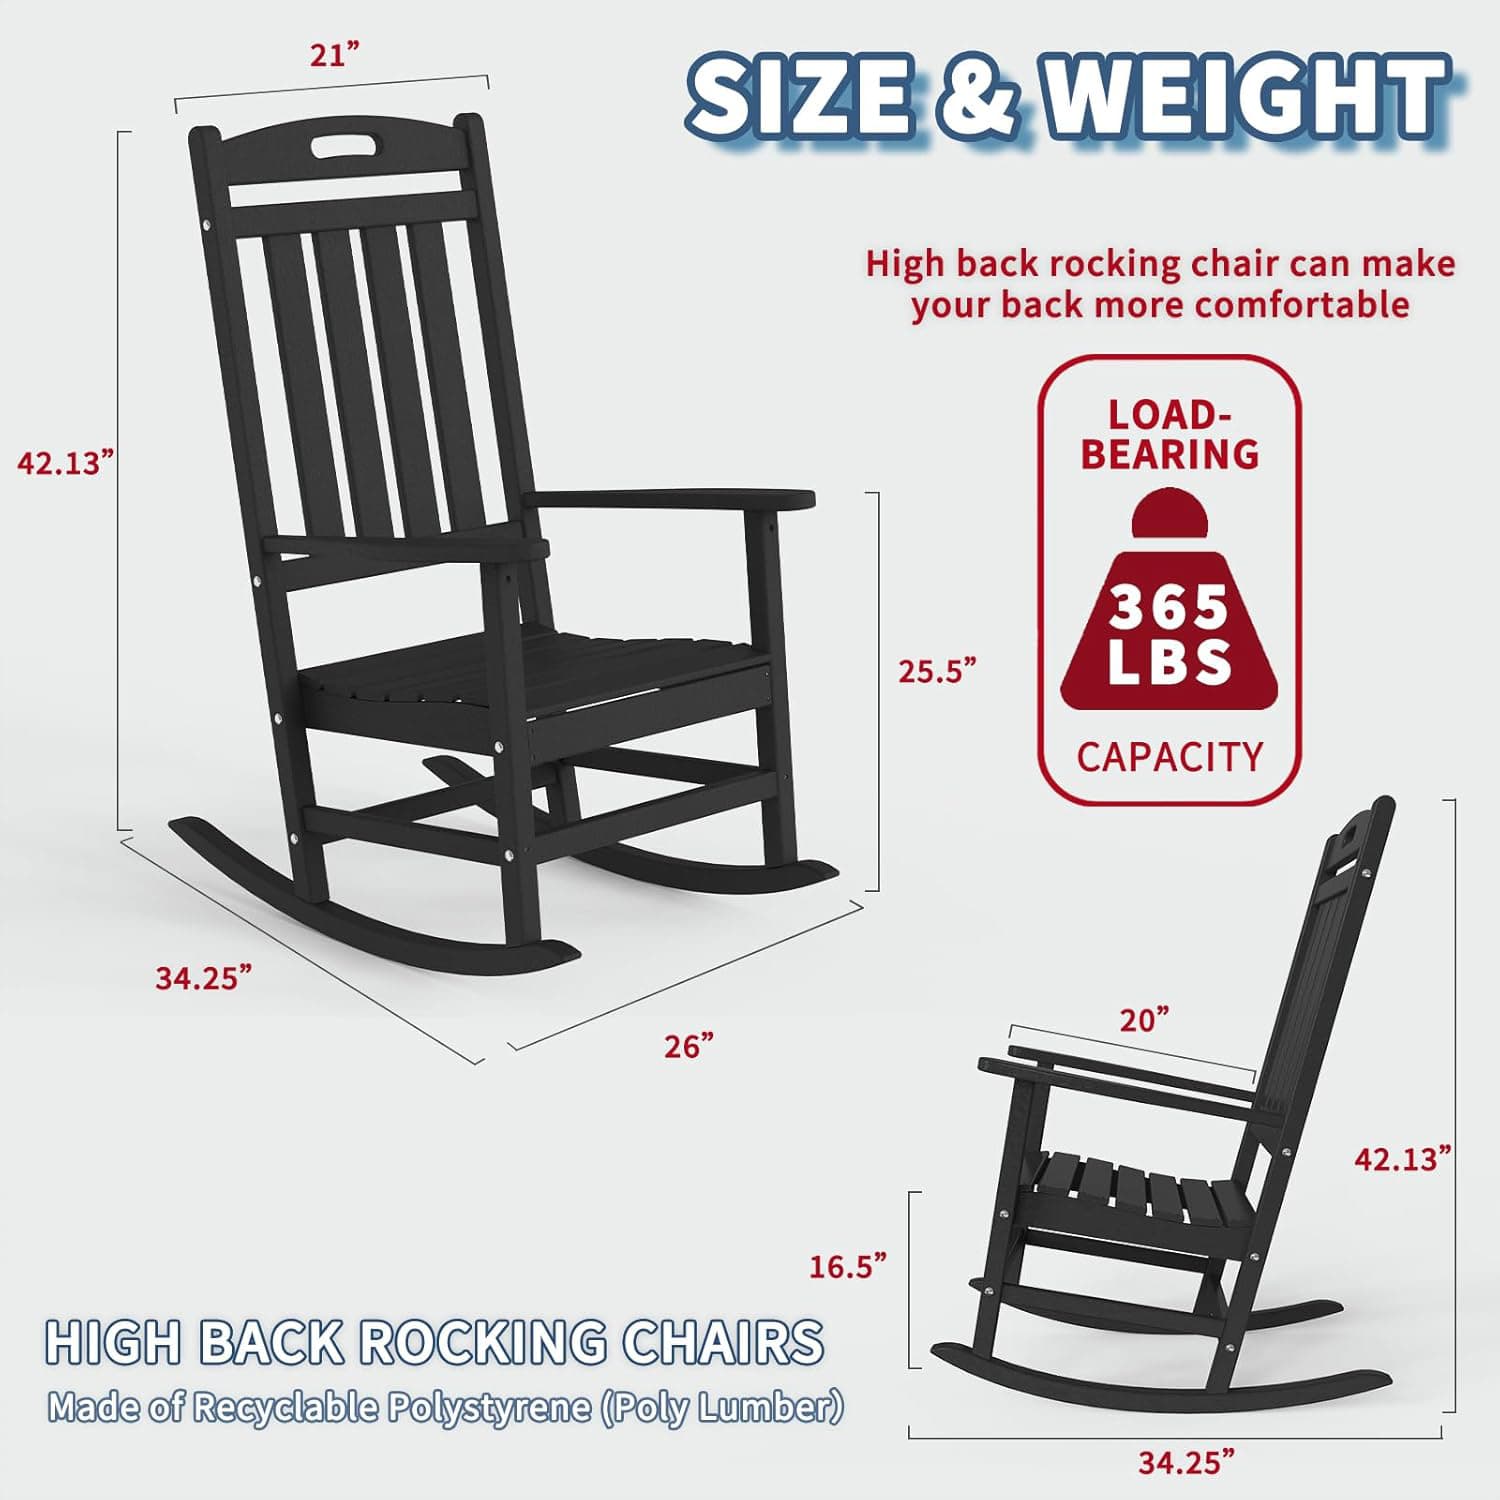 21”
SIZE & WEIGHT
High back rocking chair can make
your back more comfortable
LOAD-
BEARING
365
LBS
CAPACITY
42.13”
25.5”
34.25”
26”
20”
42.13”
16.5”
34.25”
HIGH BACK ROCKING CHAIRS
Made of Recyclable Polystyrene (Poly Lumber)